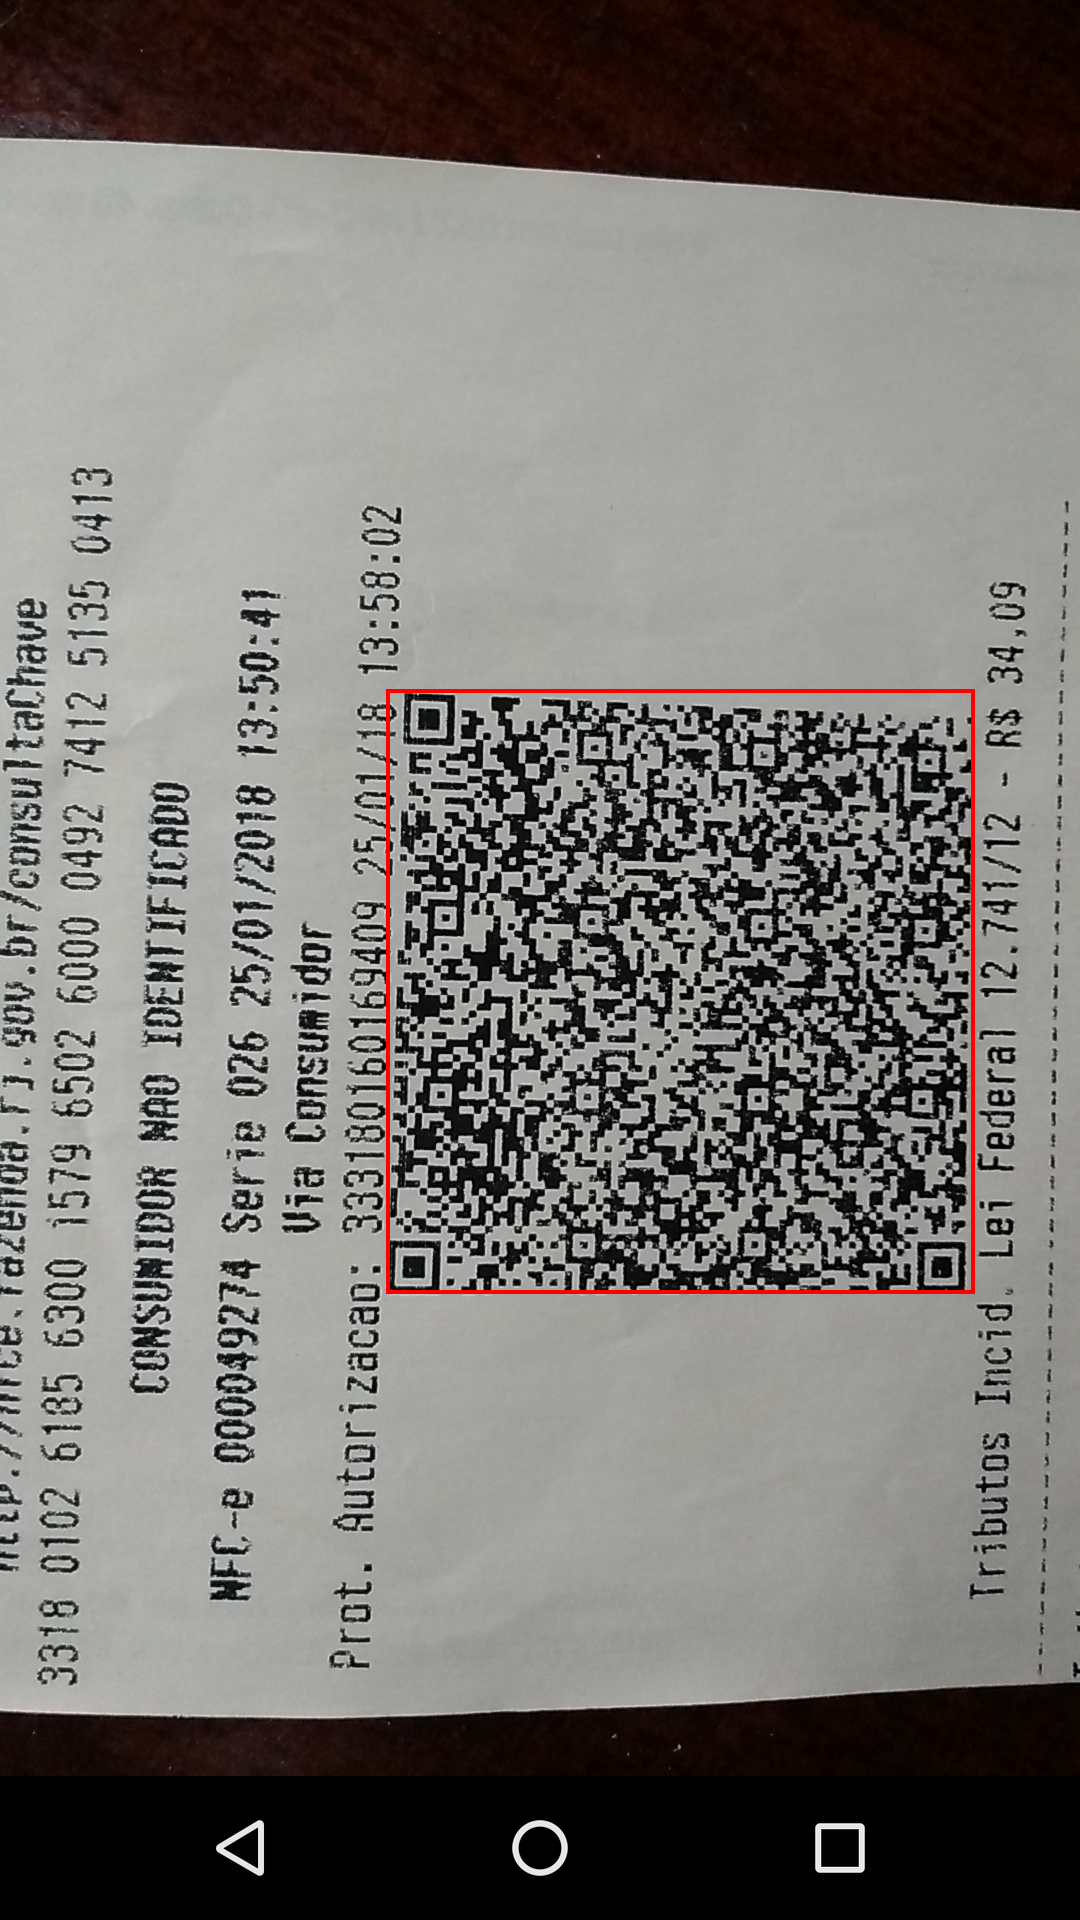 http://nfce.fazenda.rj.gov.br/consultaChave
3318 0102 6185 6300 1579 6502 6000 0492 7412 5135 0413
CONSUMIDOR NAO IDENTIFICADO
NFC-e 000049274 Serie 026 25/01/2018 13:50:41
Via Consumidor
Prot. Autorizacao: 333180160169409 25/01/18 13:58:02
Tributos Incid. Lei Federal 12.741/12 - R$ 34,09